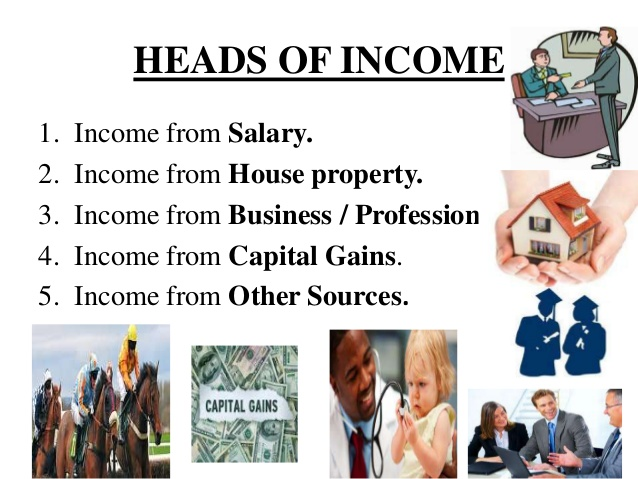 HEADS OF INCOME
1. Income from Salary.
2. Income from House property.
3. Income from Business / Profession
4. Income from Capital Gains.
5. Income from Other Sources.
CAPITAL GAINS